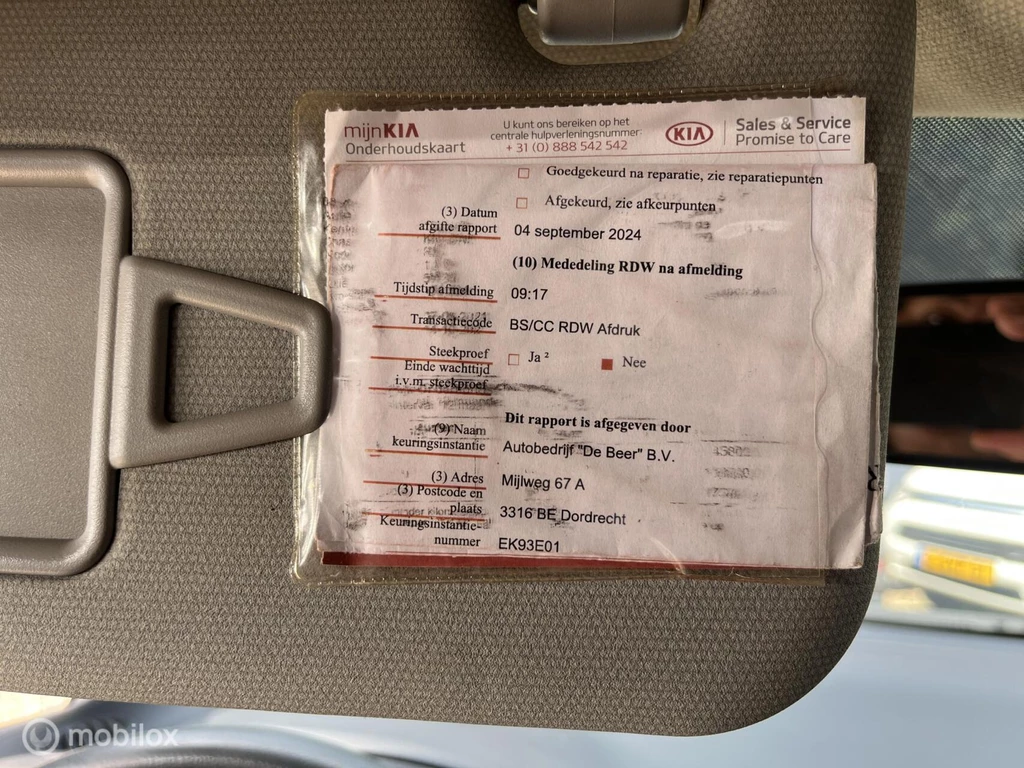 mijnKIA
Onderhoudskaart
U kunt ons bereiken op het
centrale hulpverleningsnummer:
+ 31 (0) 888 542 542
KIA
Sales & Service
Promise to Care
Goedgekeurd na reparatie, zie reparatiepunten
Afgekeurd, zie afkeurpunten
(3) Datum
afgifte rapport
04 september 2024
(10) Mededeling RDW na afmelding
Tijdstip afmelding 09:17
Transactiecode BS/CC RDW Afdruk
Steekproef Ja ² Nee
Einde wachttijd
i.v.m. steekproef
Dit rapport is afgegeven door
(9) Naam
keuringsinstantie
Autobedrijf "De Beer" B.V.
(3) Adres Mijlweg 67 A
(3) Postcode en
plaats
3316 BE Dordrecht
Keuringsinstantie-
nummer
EK93E01
mobilox